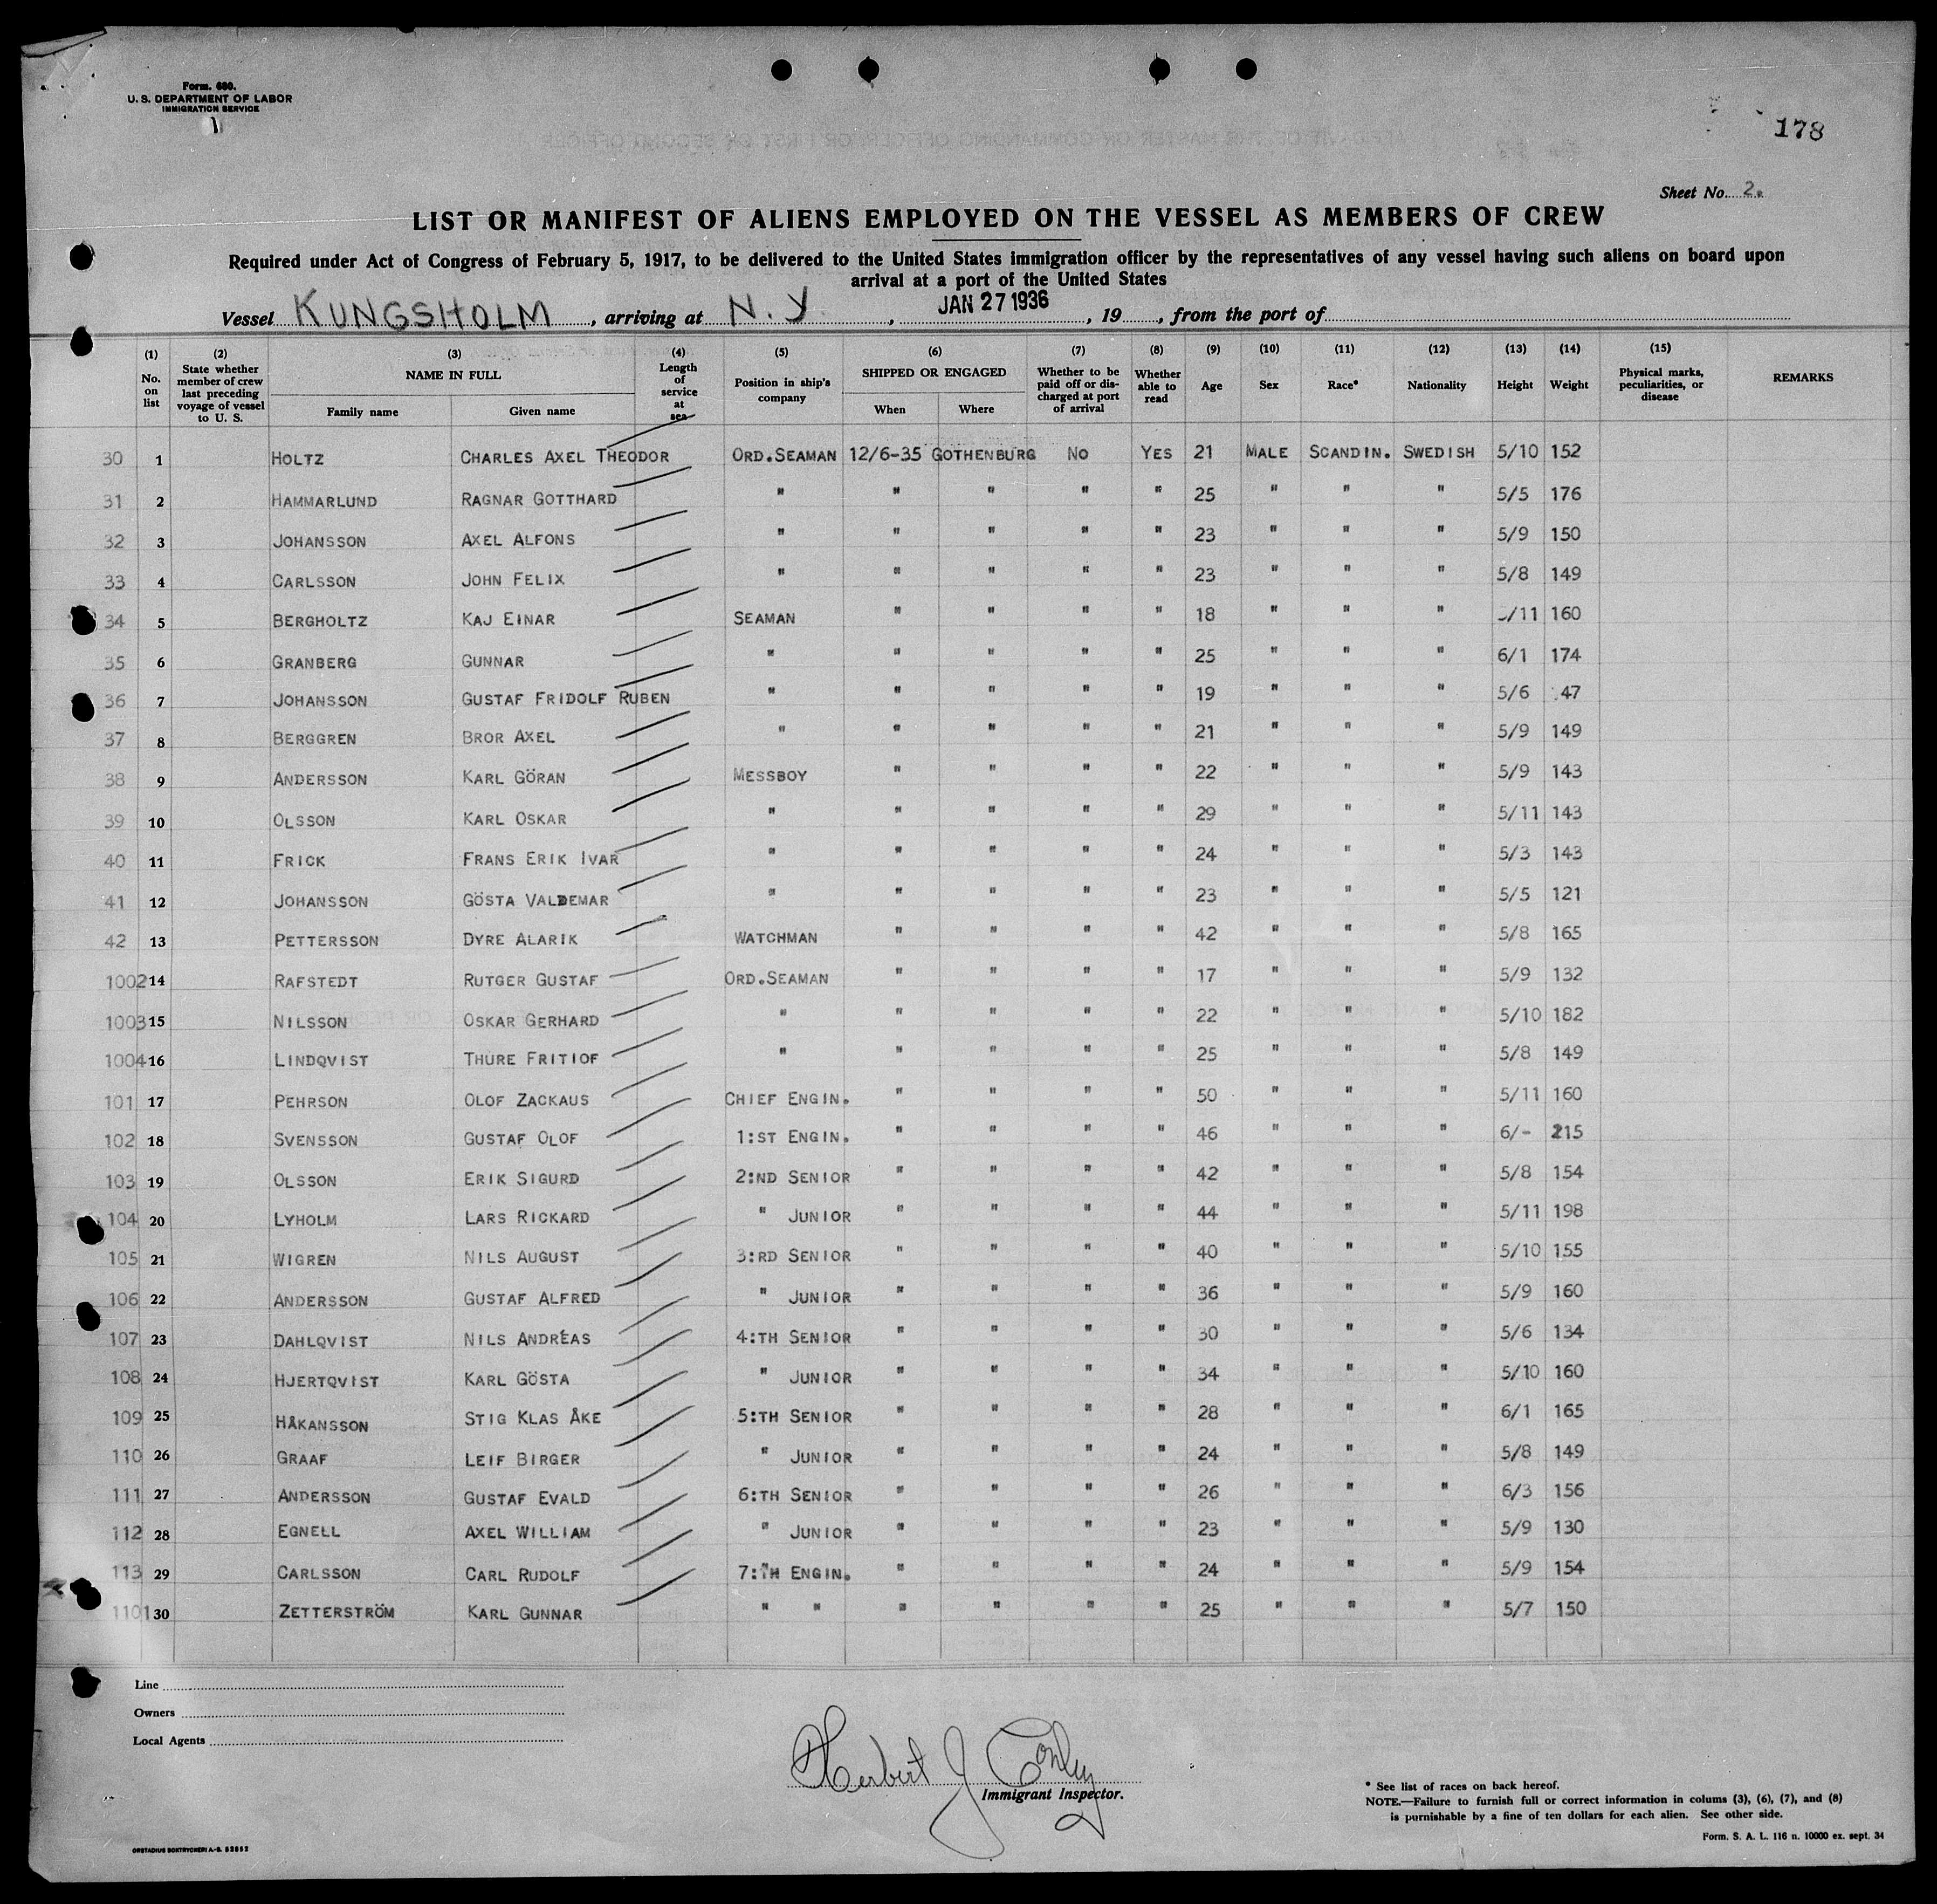 Form. 680.
U. S. DEPARTMENT OF LABOR
IMMIGRATION SERVICE
1
178
Sheet No. 2.
LIST OR MANIFEST OF ALIENS EMPLOYED ON THE VESSEL AS MEMBERS OF CREW
Required under Act of Congress of February 5, 1917, to be delivered to the United States immigration officer by the representatives of any vessel having such aliens on board upon
arrival at a port of the United States
Vessel KUNGSHOLM, arriving at N. Y., JAN 27 1936, 19, from the port of
(1) No. on list (2) State whether member of crew last preceding voyage of vessel to U. S. (3) NAME IN FULL Family name Given name (4) Length of service at sea (5) Position in ship's company (6) SHIPPED OR ENGAGED When Where (7) Whether to be paid off or discharged at port of arrival (8) Whether able to read (9) Age (10) Sex (11) Race* (12) Nationality (13) Height (14) Weight (15) Physical marks, peculiarities, or disease REMARKS
30 1 HOLTZ CHARLES AXEL THEODOR ORD.SEAMAN 12/6-35 GOTHENBURG NO YES 21 MALE SCANDIN. SWEDISH 5/10 152
31 2 HAMMARLUND RAGNAR GOTTHARD " " " " " 25 " " " 5/5 176
32 3 JOHANSSON AXEL ALFONS " " " " " 23 " " " 5/9 150
33 4 CARLSSON JOHN FELIX " " " " " 23 " " " 5/8 149
34 5 BERGHOLTZ KAJ EINAR SEAMAN " " " " 18 " " " /11 160
35 6 GRANBERG GUNNAR " " " " " 25 " " " 6/1 174
36 7 JOHANSSON GUSTAF FRIDOLF RUBEN " " " " " 19 " " " 5/6 47
37 8 BERGGREN BROR AXEL " " " " " 21 " " " 5/9 149
38 9 ANDERSSON KARL GÖRAN MESSBOY " " " " 22 " " " 5/9 143
39 10 OLSSON KARL OSKAR " " " " " 29 " " " 5/11 143
40 11 FRICK FRANS ERIK IVAR " " " " " 24 " " " 5/3 143
41 12 JOHANSSON GÖSTA VALDEMAR " " " " " 23 " " " 5/5 121
42 13 PETTERSSON DYRE ALARIK WATCHMAN " " " " 42 " " " 5/8 165
1002 14 RAFSTEDT RUTGER GUSTAF ORD.SEAMAN " " " " 17 " " " 5/9 132
1003 15 NILSSON OSKAR GERHARD " " " " " 22 " " " 5/10 182
1004 16 LINDQVIST THURE FRITIOF " " " " " 25 " " " 5/8 149
101 17 PEHRSON OLOF ZACKAUS CHIEF ENGIN. " " " " 50 " " " 5/11 160
102 18 SVENSSON GUSTAF OLOF 1:ST ENGIN. " " " " 46 " " " 6/- 215
103 19 OLSSON ERIK SIGURD 2:ND SENIOR " " " " 42 " " " 5/8 154
104 20 LYHOLM LARS RICKARD " JUNIOR " " " " 44 " " " 5/11 198
105 21 WIGREN NILS AUGUST 3:RD SENIOR " " " " 40 " " " 5/10 155
106 22 ANDERSSON GUSTAF ALFRED " JUNIOR " " " " 36 " " " 5/9 160
107 23 DAHLQVIST NILS ANDRÉAS 4:TH SENIOR " " " " 30 " " " 5/6 134
108 24 HJERTQVIST KARL GÖSTA " JUNIOR " " " " 34 " " " 5/10 160
109 25 HÅKANSSON STIG KLAS ÅKE 5:TH SENIOR " " " " 28 " " " 6/1 165
110 26 GRAAF LEIF BIRGER " JUNIOR " " " " 24 " " " 5/8 149
111 27 ANDERSSON GUSTAF EVALD 6:TH SENIOR " " " " 26 " " " 6/3 156
112 28 EGNELL AXEL WILLIAM " JUNIOR " " " " 23 " " " 5/9 130
113 29 CARLSSON CARL RUDOLF 7:TH ENGIN. " " " " 24 " " " 5/9 154
1101 30 ZETTERSTRÖM KARL GUNNAR " " " " " " 25 " " " 5/7 150
Line
Owners
Local Agents
Herbert J Conley
Immigrant Inspector.
* See list of races on back hereof.
NOTE.—Failure to furnish full or correct information in colums (3), (6), (7), and (8)
is punishable by a fine of ten dollars for each alien. See other side.
Form. S. A. L. 116 n. 10000 ex. sept. 34
ORSTADIUS BOKTRYCKERI A.-B. 52852